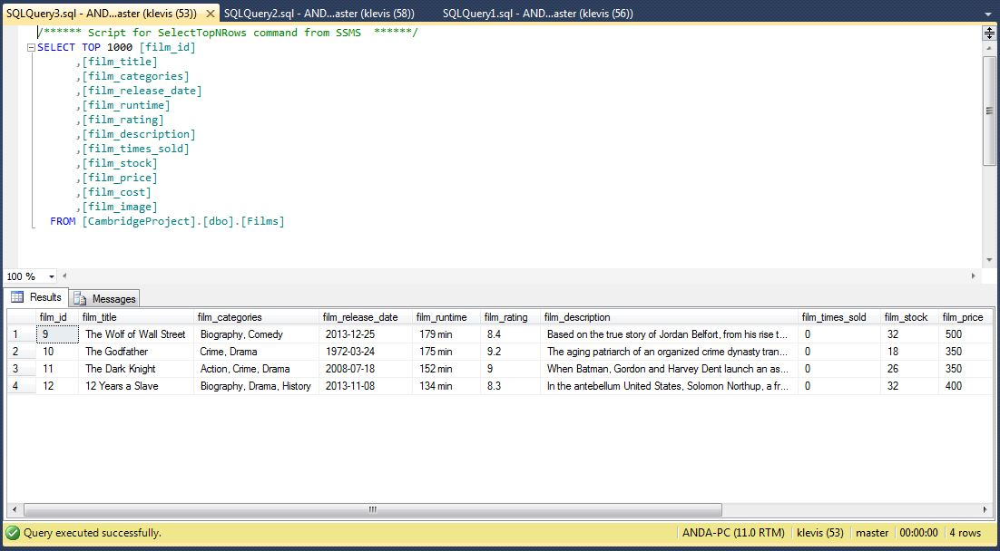 SQLQuery3.sql - AND...aster (klevis (53)) SQLQuery2.sql - AND...aster (klevis (58)) SQLQuery1.sql - AND...aster (klevis (56))
/****** Script for SelectTopNRows command from SSMS  ******/
SELECT TOP 1000 [film_id]
,[film_title]
,[film_categories]
,[film_release_date]
,[film_runtime]
,[film_rating]
,[film_description]
,[film_times_sold]
,[film_stock]
,[film_price]
,[film_cost]
,[film_image]
FROM [CambridgeProject].[dbo].[Films]
100 %
Results Messages
film_id film_title film_categories film_release_date film_runtime film_rating film_description film_times_sold film_stock film_price
1 9 The Wolf of Wall Street Biography, Comedy 2013-12-25 179 min 8.4 Based on the true story of Jordan Belfort, from his rise t... 0 32 500
2 10 The Godfather Crime, Drama 1972-03-24 175 min 9.2 The aging patriarch of an organized crime dynasty tran... 0 18 350
3 11 The Dark Knight Action, Crime, Drama 2008-07-18 152 min 9 When Batman, Gordon and Harvey Dent launch an as... 0 26 350
4 12 12 Years a Slave Biography, Drama, History 2013-11-08 134 min 8.3 In the antebellum United States, Solomon Northup, a fr... 0 32 400
Query executed successfully. ANDA-PC (11.0 RTM) klevis (53) master 00:00:00 4 rows